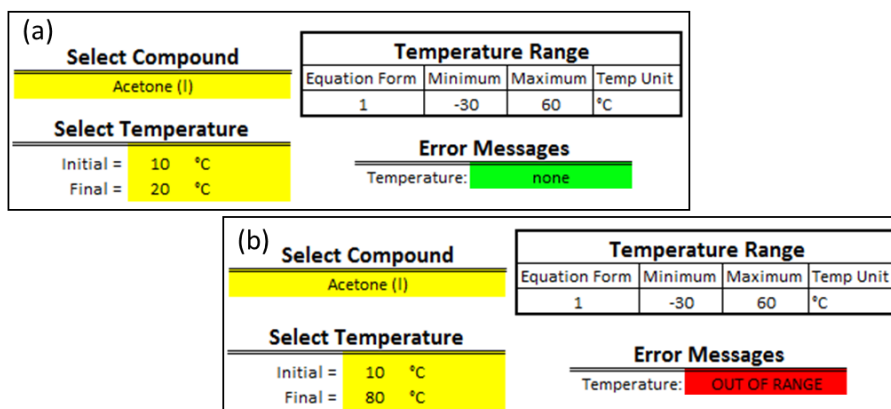 (a)
Select Compound
Acetone (l)
Select Temperature
Initial = 10 °C
Final = 20 °C
Temperature Range
Equation Form Minimum Maximum Temp Unit
1 -30 60 °C
Error Messages
Temperature: none
(b)
Select Compound
Acetone (l)
Select Temperature
Initial = 10 °C
Final = 80 °C
Temperature Range
Equation Form Minimum Maximum Temp Unit
1 -30 60 °C
Error Messages
Temperature: OUT OF RANGE